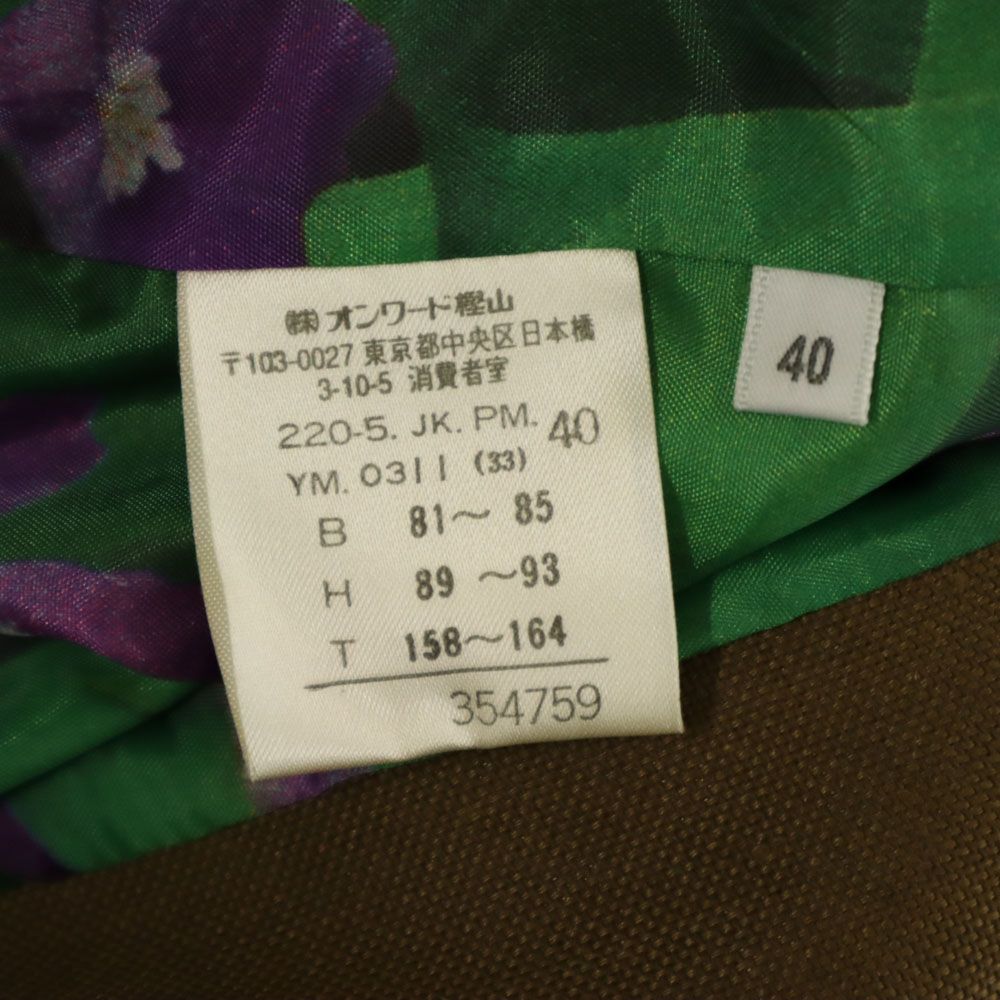 ㈱オンワード樫山
〒103-0027 東京都中央区日本橋
3-10-5 消費者室
220-5. JK. PM. 40
YM. 0311 (33)
B 81～85
H 89～93
T 158～164
354759
40